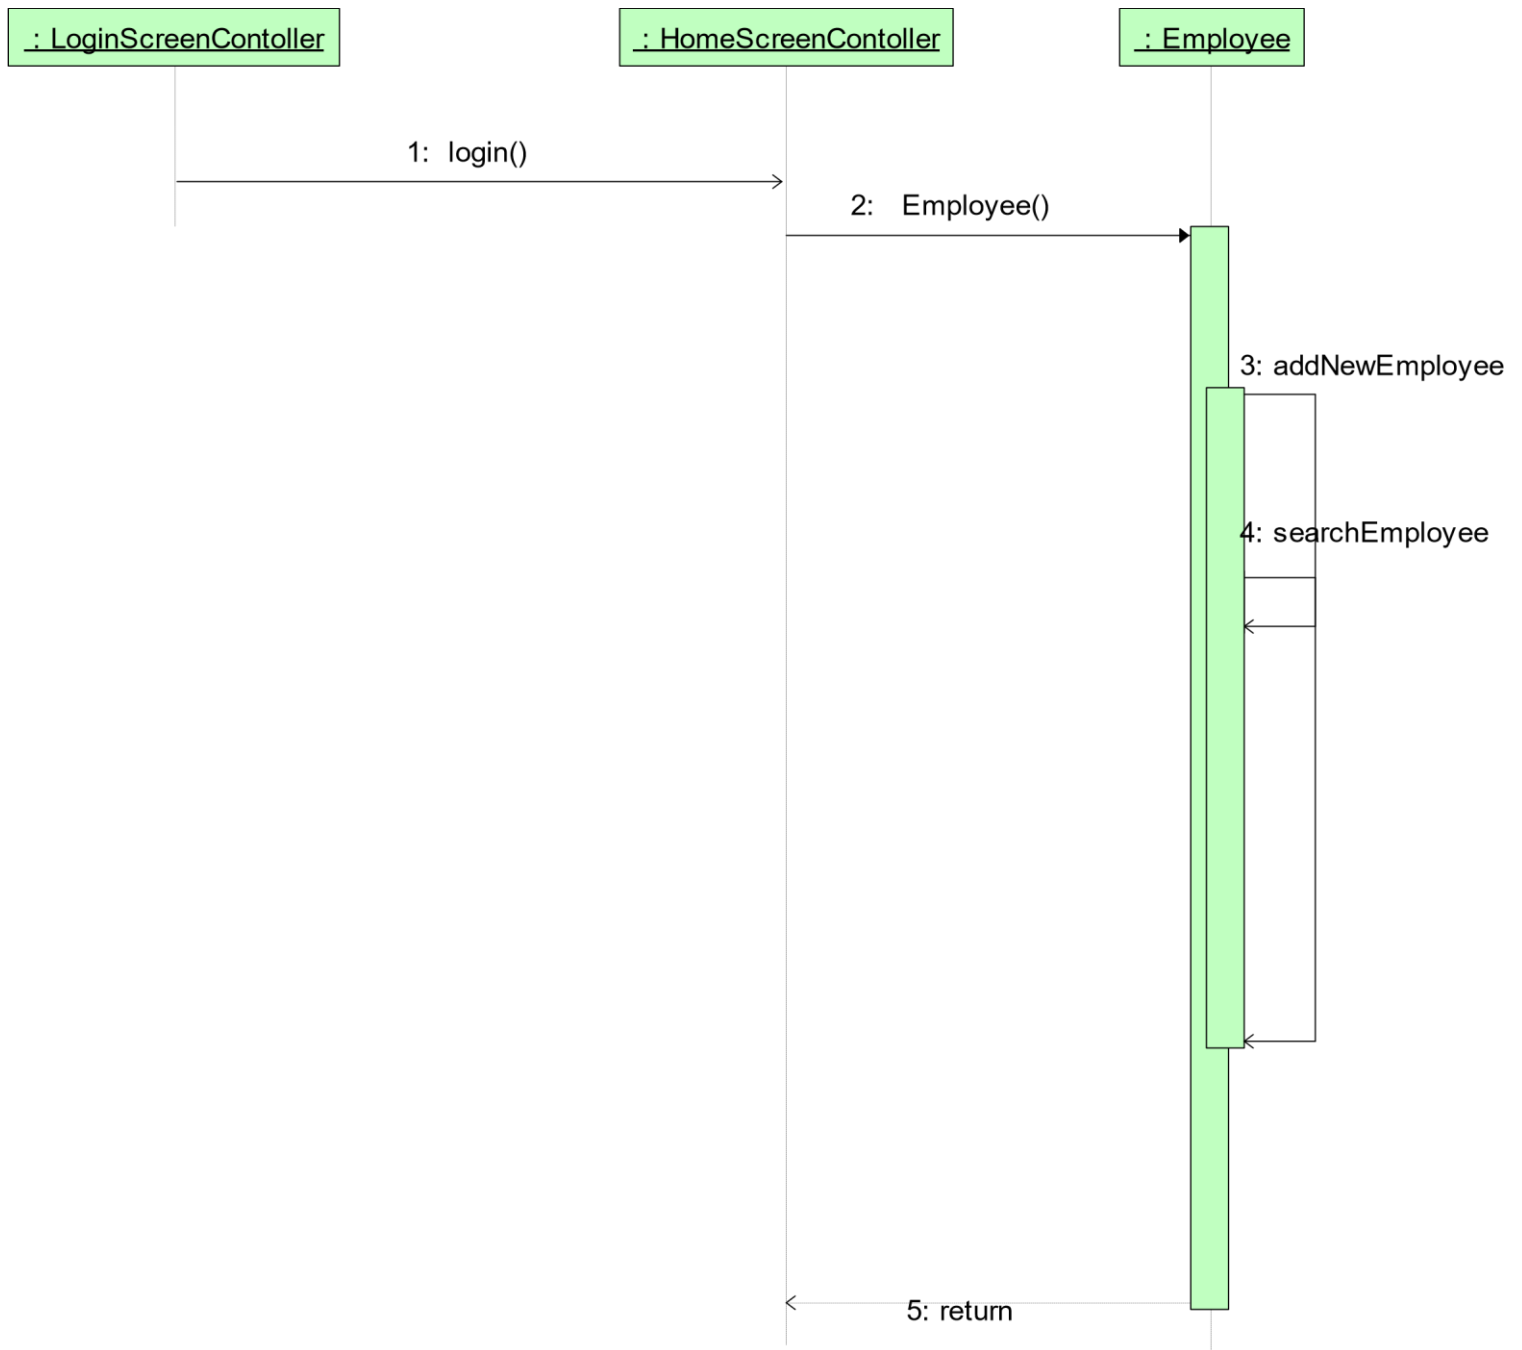 : LoginScreenContoller
: HomeScreenContoller
: Employee
1: login()
2: Employee()
3: addNewEmployee
4: searchEmployee
5: return